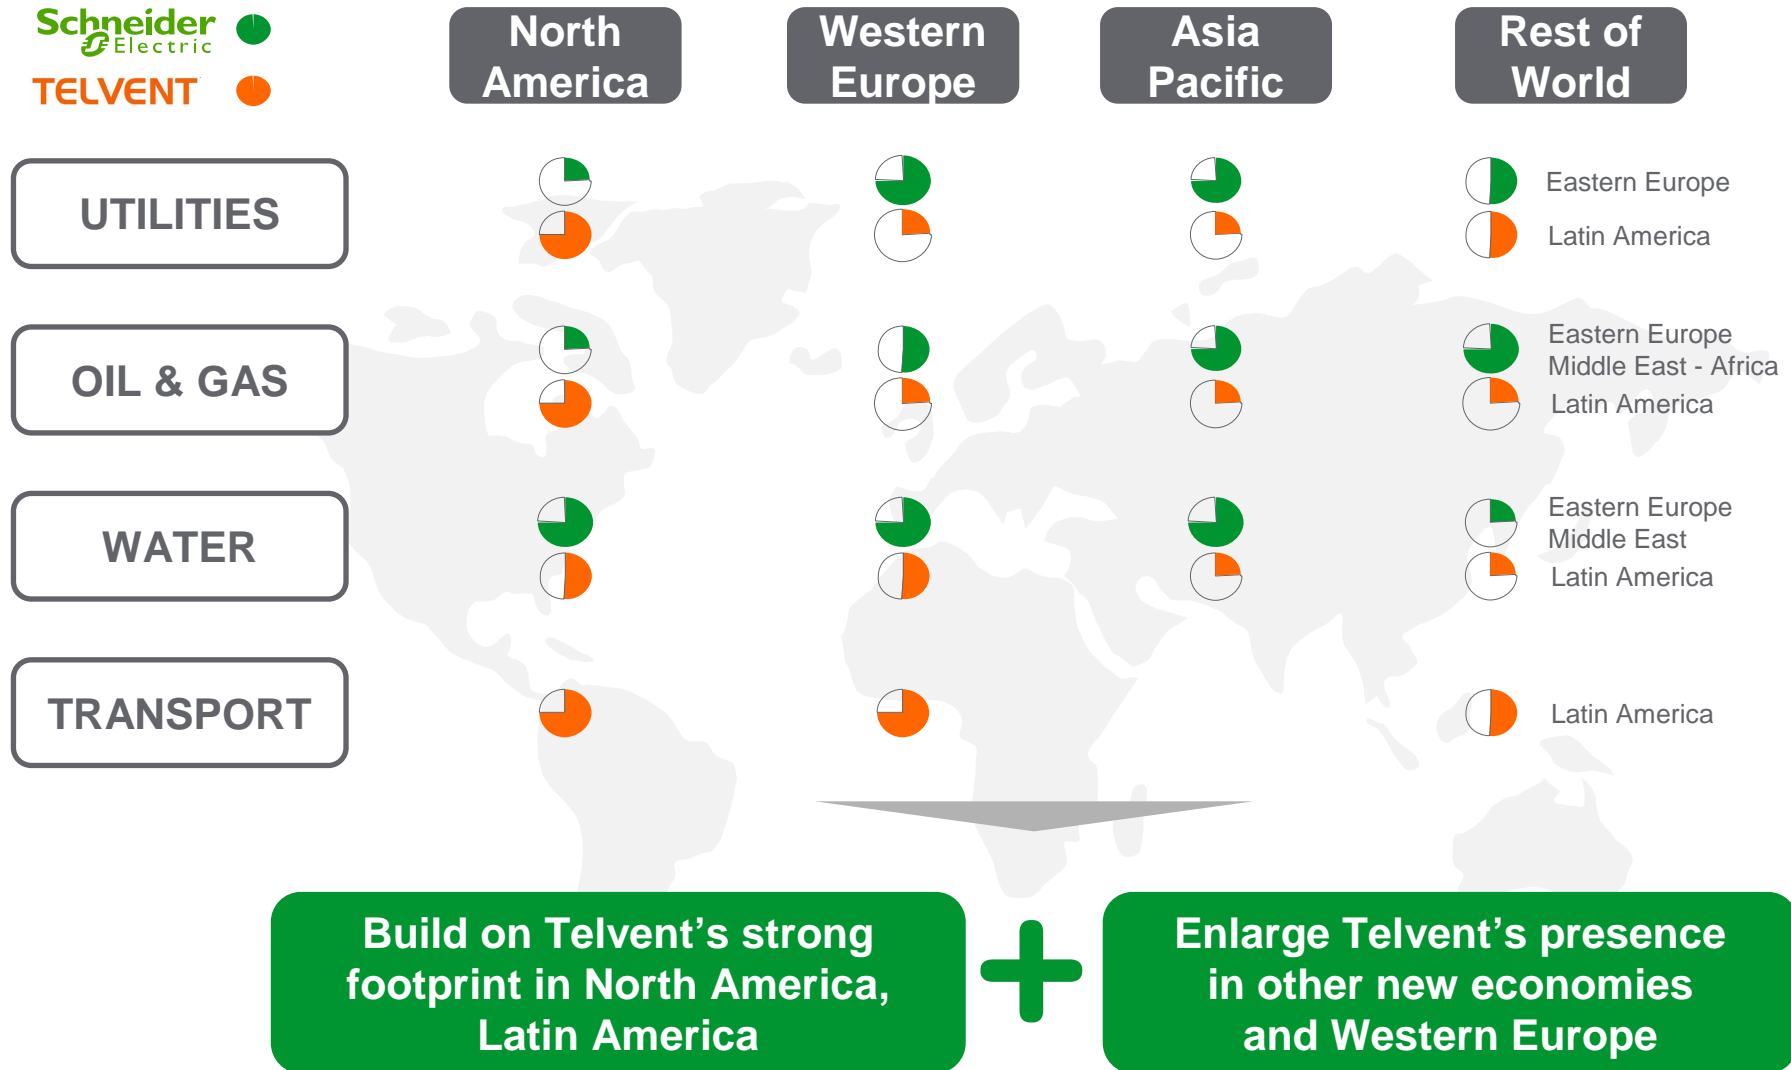 Schneider
Electric
TELVENT
North
America
Western
Europe
Asia
Pacific
Rest of
World
UTILITIES
Eastern Europe
Latin America
OIL & GAS
Eastern Europe
Middle East - Africa
Latin America
WATER
Eastern Europe
Middle East
Latin America
TRANSPORT
Latin America
Build on Telvent’s strong
footprint in North America,
Latin America
Enlarge Telvent’s presence
in other new economies
and Western Europe